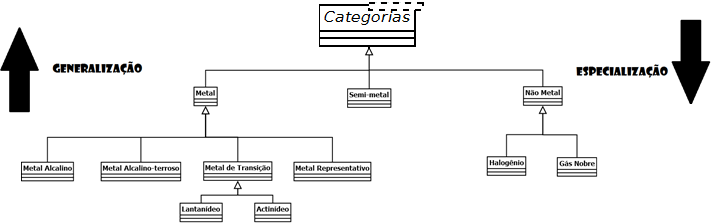 Categorias
GENERALIZAÇÃO
ESPECIALIZAÇÃO
Metal
Semi-metal
Não Metal
Metal Alcalino
Metal Alcalino-terroso
Metal de Transição
Metal Representativo
Halogênio
Gás Nobre
Lantanídeo
Actinídeo